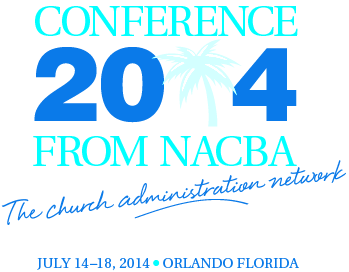 CONFERENCE
2014
FROM NACBA
The church administration network
JULY 14–18, 2014 • ORLANDO FLORIDA